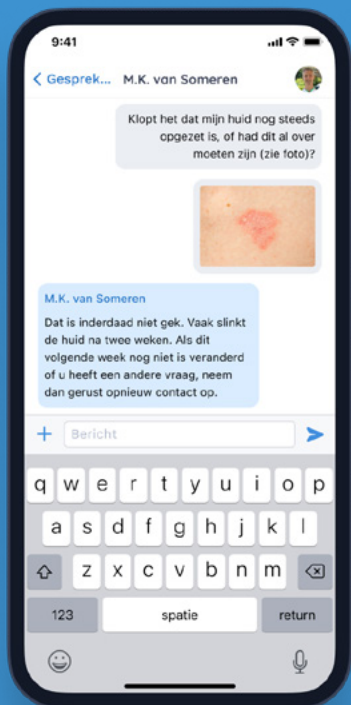 9:41
Gesprek... M.K. van Someren
Klopt het dat mijn huid nog steeds
opgezet is, of had dit al over
moeten zijn (zie foto)?
M.K. van Someren
Dat is inderdaad niet gek. Vaak slinkt
de huid na twee weken. Als dit
volgende week nog niet is veranderd
of u heeft een andere vraag, neem
dan gerust opnieuw contact op.
Bericht
q w e r t y u i o p
a s d f g h j k l
z x c v b n m
123 spatie return